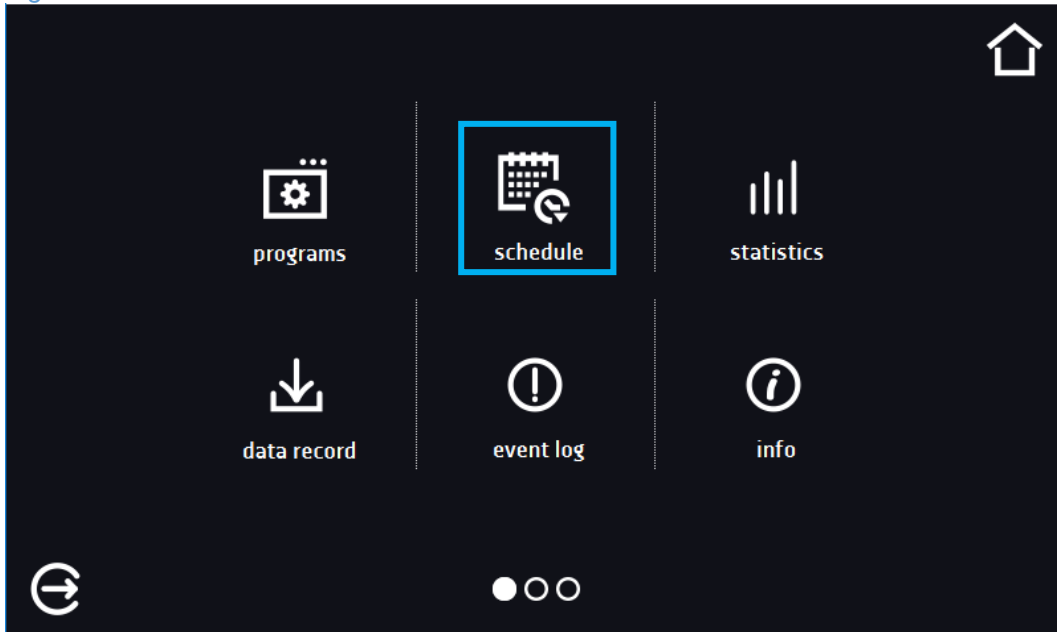 programs
schedule
statistics
data record
event log
info